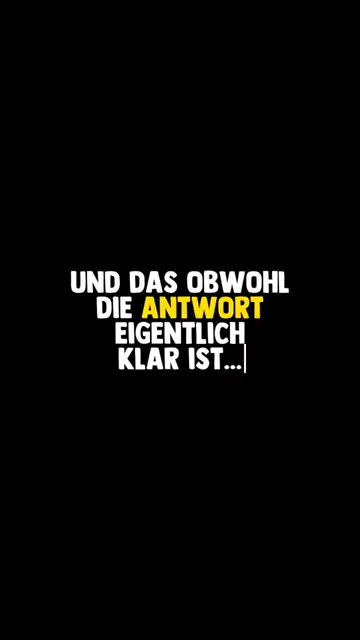 UND DAS OBWOHL
DIE ANTWORT
EIGENTLICH
KLAR IST...